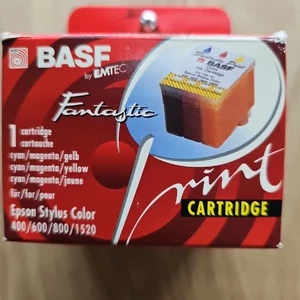 BASF
by EMTEC
Fantastic
print
CARTRIDGE
1 cartridge
cartouche
cyan/magenta/gelb
cyan/magenta/yellow
cyan/magenta/jaune
für/for/pour
Epson Stylus Color
400/600/800/1520
BASF